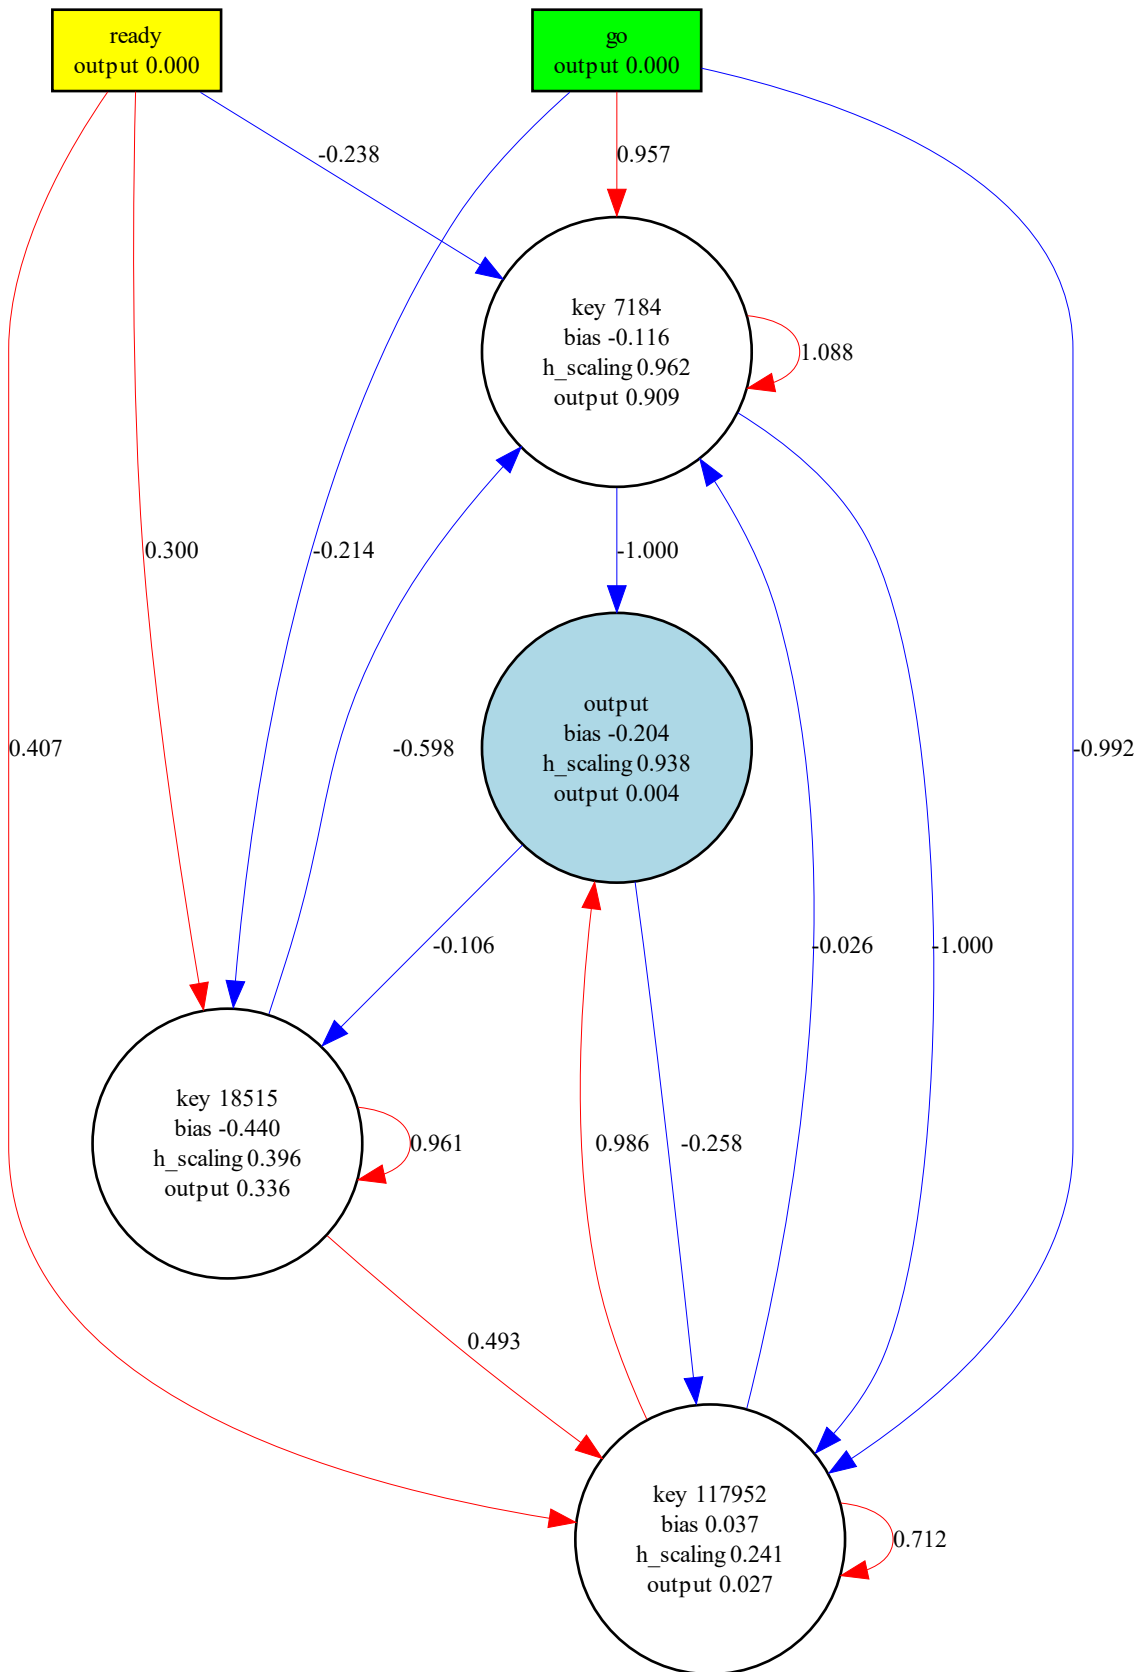 ready
output 0.000
go
output 0.000
-0.238
0.957
key 7184
bias -0.116
h_scaling 0.962
output 0.909
1.088
0.300
-0.214
-1.000
output
bias -0.204
h_scaling 0.938
output 0.004
0.407
-0.598
-0.992
-0.106
-0.026
-1.000
key 18515
bias -0.440
h_scaling 0.396
output 0.336
0.961
0.986
-0.258
0.493
key 117952
bias 0.037
h_scaling 0.241
output 0.027
0.712